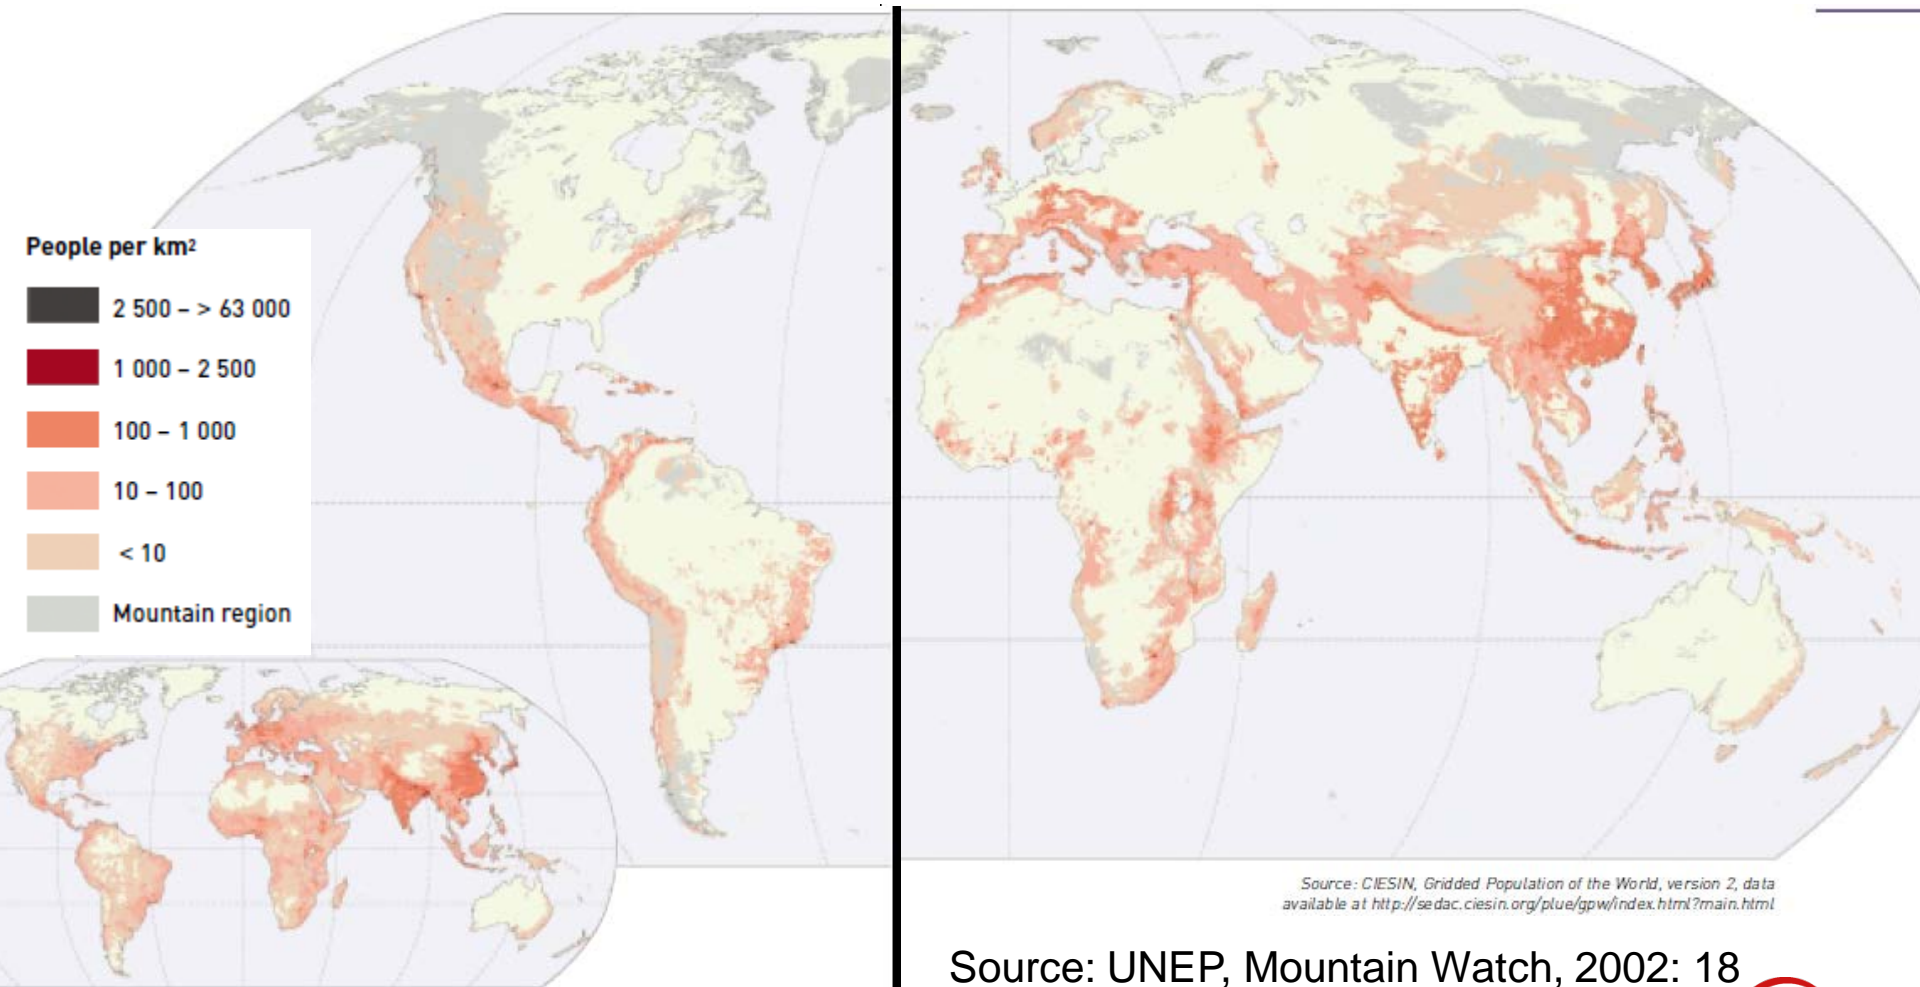 People per km²
2 500 – > 63 000
1 000 – 2 500
100 – 1 000
10 – 100
< 10
Mountain region
Source: CIESIN, Gridded Population of the World, version 2, data
available at http://sedac.ciesin.org/plue/gpw/index.html?main.html
Source: UNEP, Mountain Watch, 2002: 18